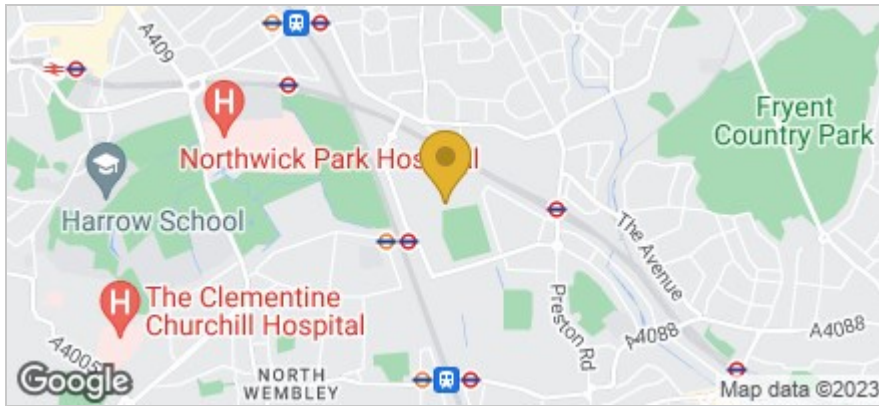 A409
H
Northwick Park Hos
l
Harrow School
Fryent
Country Park
The Avenue
H
The Clementine
Churchill Hospital
Preston Rd
A4088
A4088
A4005
NORTH
WEMBLEY
Google
Map data ©2023